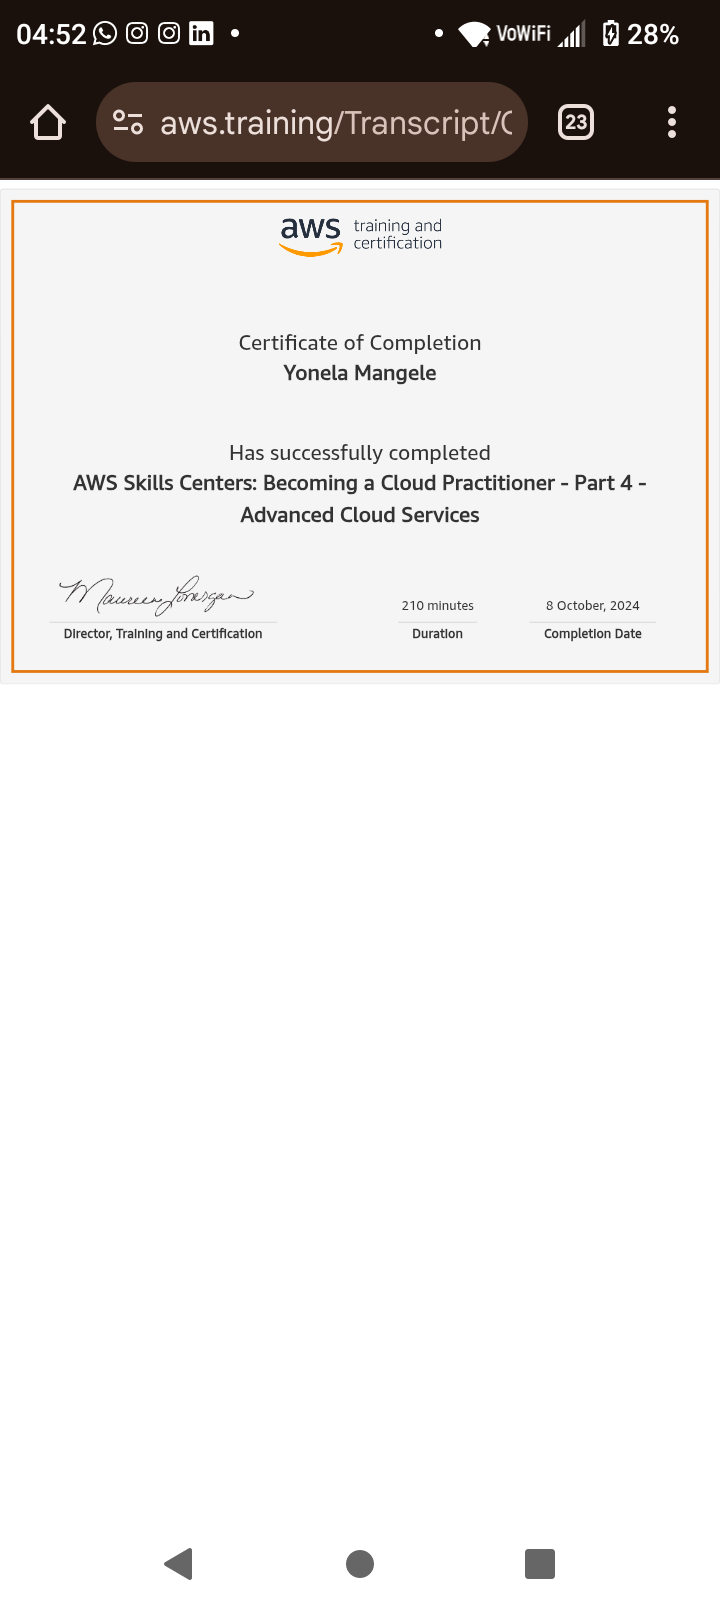 04:52
VoWiFi
28%
aws.training/Transcript/C
23
aws training and
certification
Certificate of Completion
Yonela Mangele
Has successfully completed
AWS Skills Centers: Becoming a Cloud Practitioner - Part 4 -
Advanced Cloud Services
Maureen Lonergan
210 minutes
8 October, 2024
Director, Training and Certification
Duration
Completion Date